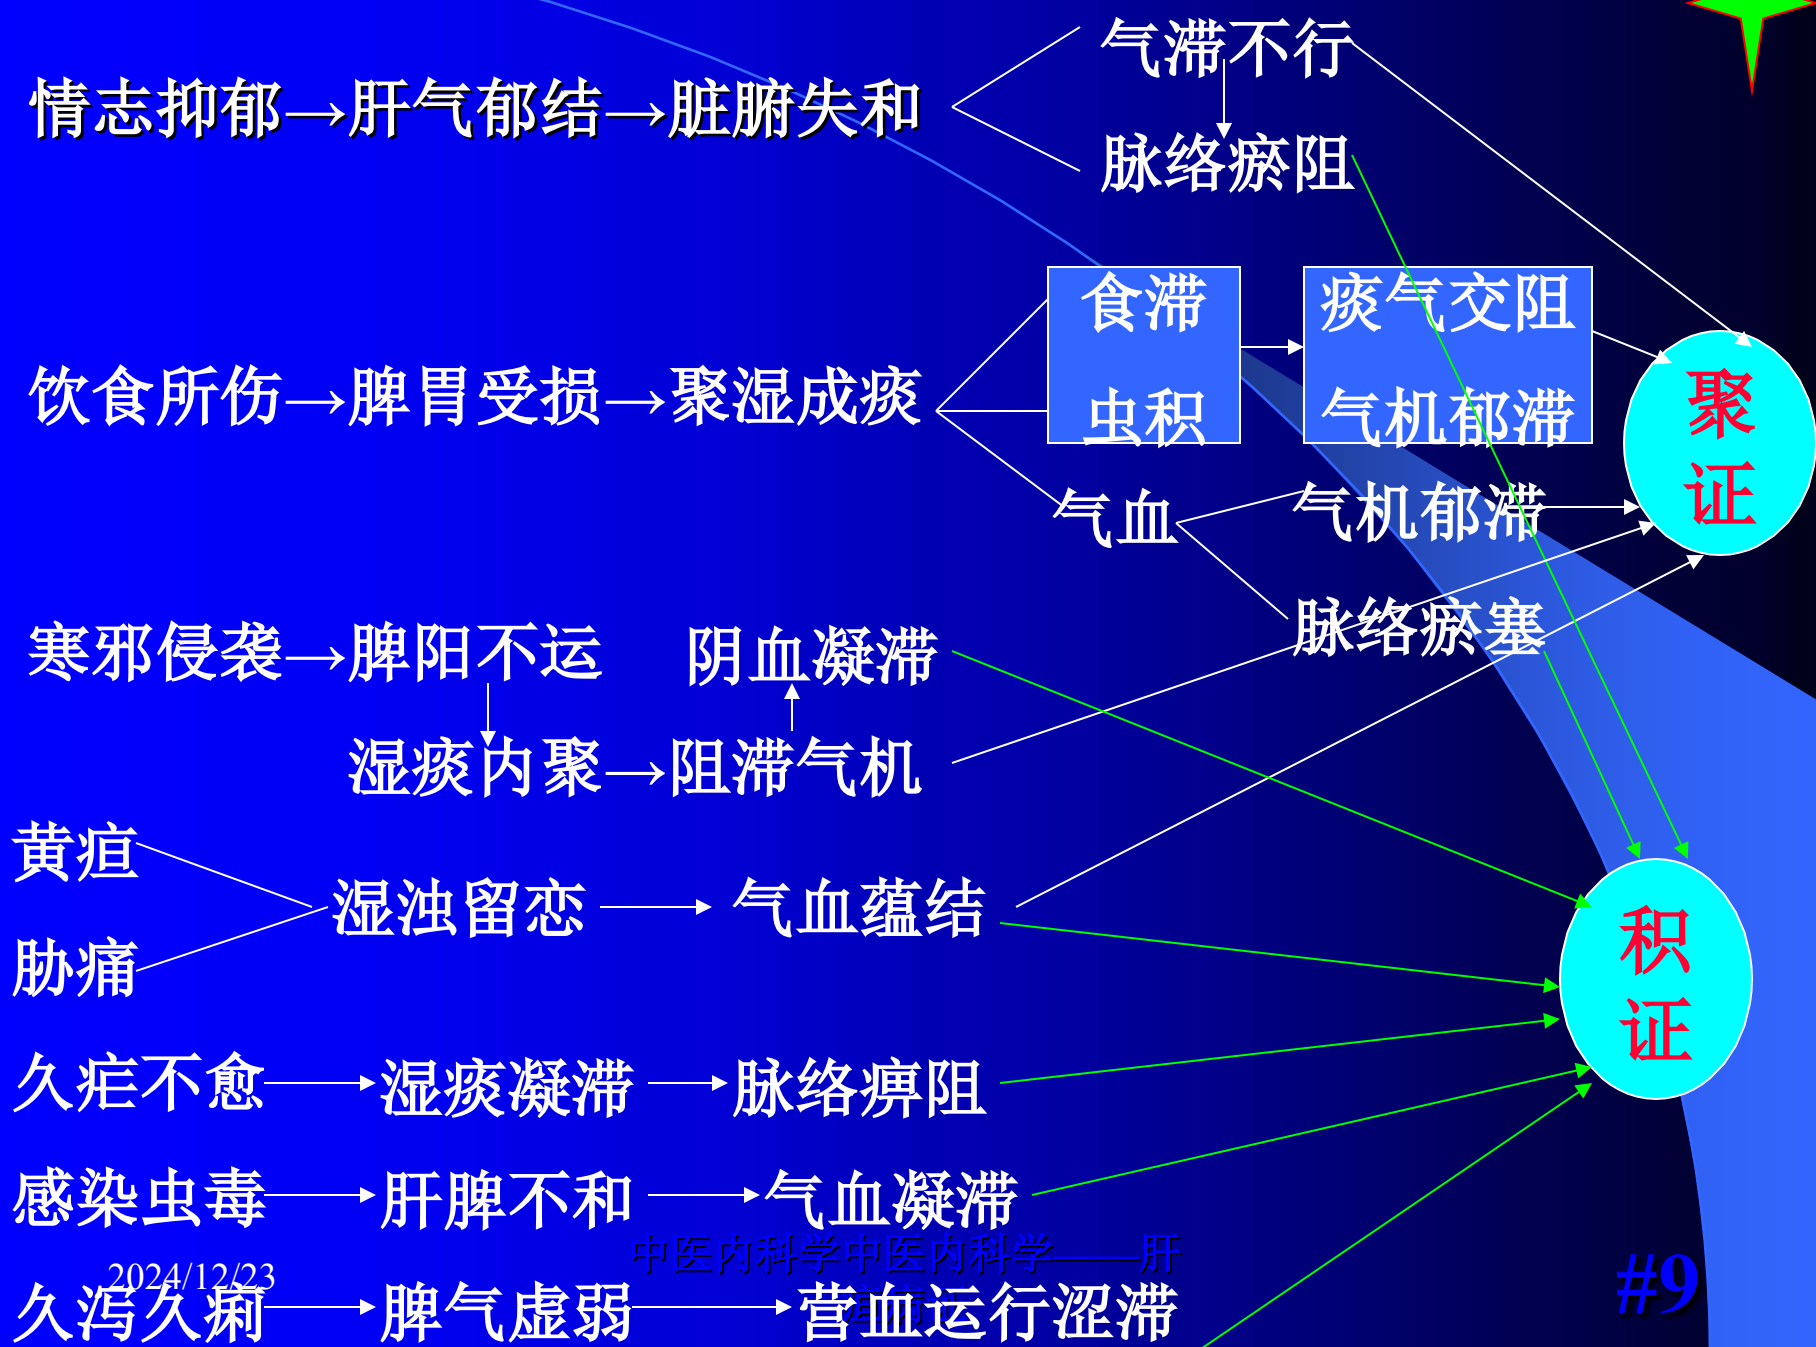 气滞不行
情志抑郁→肝气郁结→脏腑失和
脉络瘀阻
食滞
痰气交阻
饮食所伤→脾胃受损→聚湿成痰
虫积
气机郁滞
聚
证
气血
气机郁滞
脉络瘀塞
寒邪侵袭→脾阳不运
阴血凝滞
湿痰内聚→阻滞气机
黄疸
湿浊留恋
气血蕴结
胁痛
积
证
久疟不愈
湿痰凝滞
脉络痹阻
感染虫毒
肝脾不和
气血凝滞
中医内科学中医内科学——肝
2024/12/23
#9
久泻久痢
脾气虚弱
营血运行涩滞